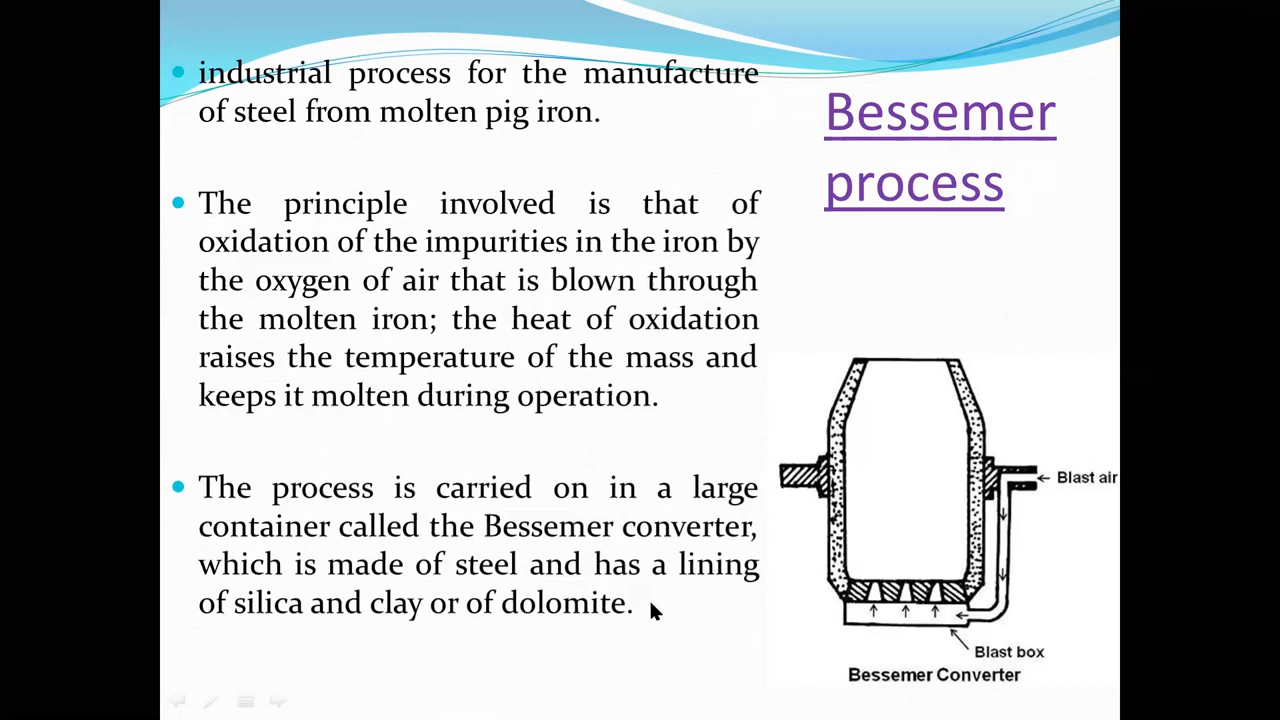 Bessemer
process
industrial process for the manufacture
of steel from molten pig iron.
The principle involved is that of
oxidation of the impurities in the iron by
the oxygen of air that is blown through
the molten iron; the heat of oxidation
raises the temperature of the mass and
keeps it molten during operation.
The process is carried on in a large
container called the Bessemer converter,
which is made of steel and has a lining
of silica and clay or of dolomite.
Blast air
Blast box
Bessemer Converter